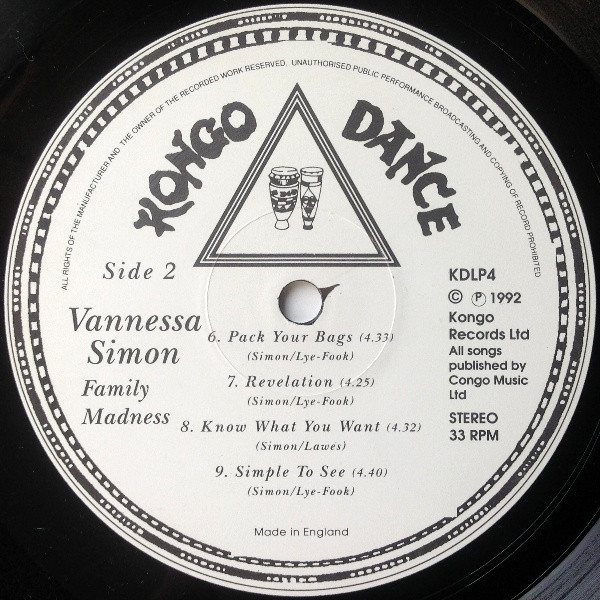 ALL RIGHTS OF THE MANUFACTURER AND THE OWNER OF THE RECORDED WORK RESERVED. UNAUTHORISED PUBLIC PERFORMANCE BROADCASTING AND COPYING OF RECORD PROHIBITED
KONGO DANCE
Side 2
Vannessa
Simon
Family
Madness
6. Pack Your Bags (4.33)
(Simon/Lye-Fook)
7. Revelation (4.25)
(Simon/Lye-Fook)
8. Know What You Want (4.32)
(Simon/Lawes)
9. Simple To See (4.40)
(Simon/Lye-Fook)
KDLP4
© ℗ 1992
Kongo
Records Ltd
All songs
published by
Congo Music
Ltd
STEREO
33 RPM
Made in England